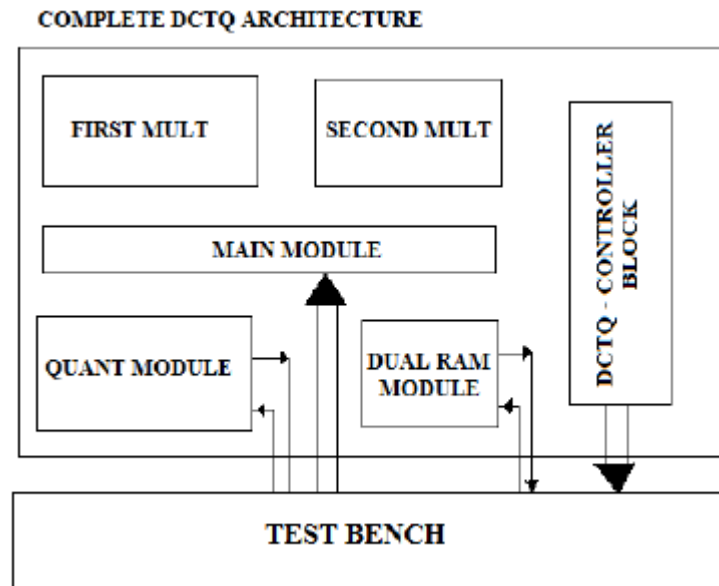 COMPLETE DCTQ ARCHITECTURE
FIRST MULT
SECOND MULT
DCTQ - CONTROLLER
BLOCK
MAIN MODULE
QUANT MODULE
DUAL RAM
MODULE
TEST BENCH